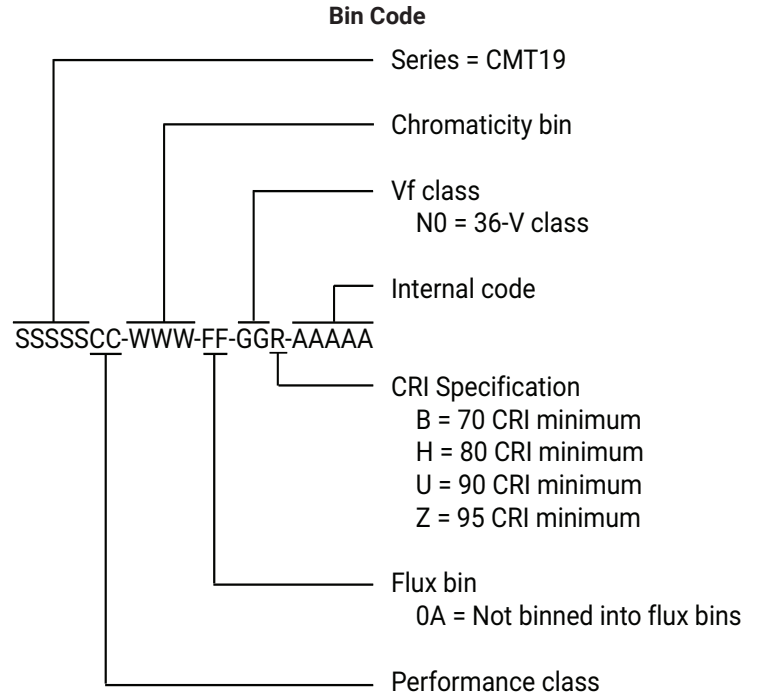 Bin Code
Series = CMT19
Chromaticity bin
Vf class
N0 = 36-V class
Internal code
SSSSSCC-WWW-FF-GGR-AAAAA
CRI Specification
B = 70 CRI minimum
H = 80 CRI minimum
U = 90 CRI minimum
Z = 95 CRI minimum
Flux bin
0A = Not binned into flux bins
Performance class